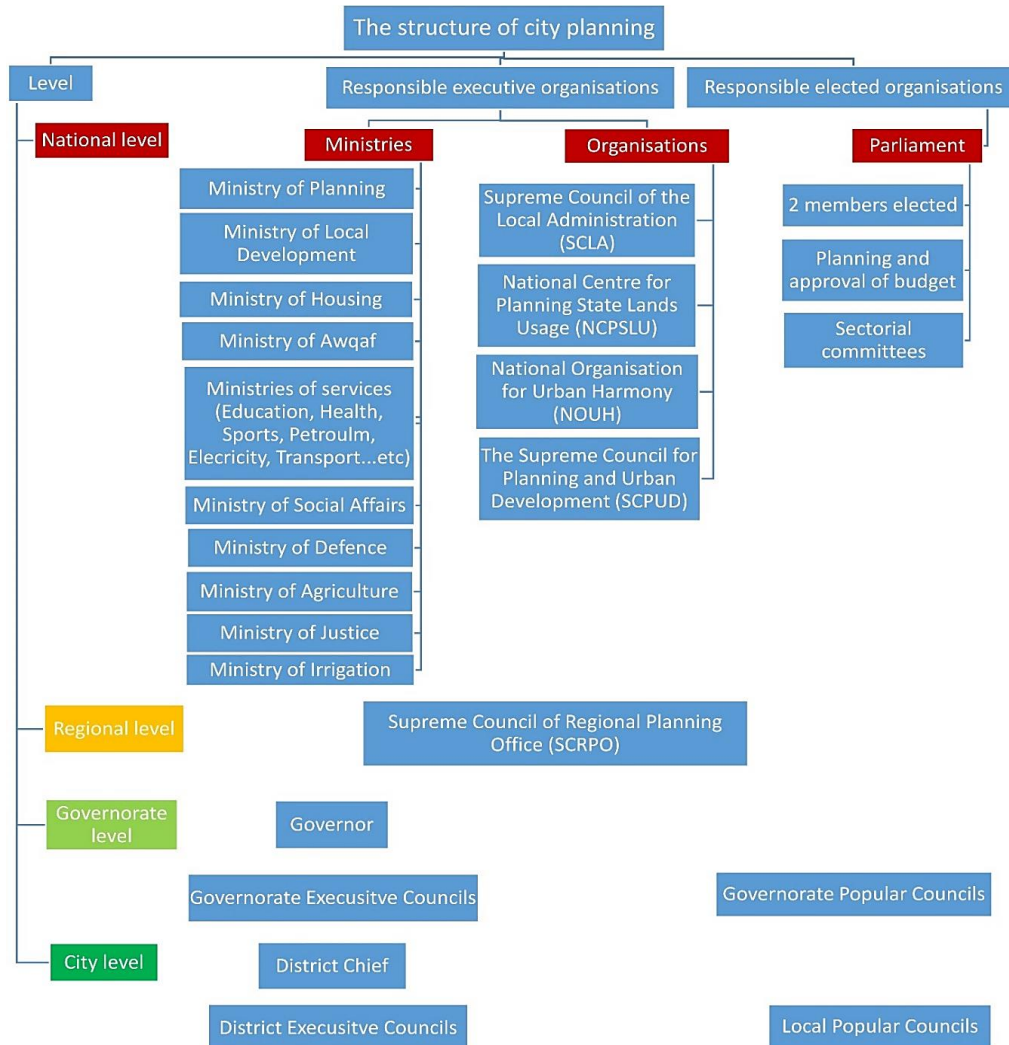 The structure of city planning
Level
Responsible executive organisations
Responsible elected organisations
National level
Ministries
Organisations
Parliament
Ministry of Planning
Ministry of Local
Development
Ministry of Housing
Ministry of Awqaf
Ministries of services
(Education, Health,
Sports, Petroulm,
Elecricity, Transport...etc)
Ministry of Social Affairs
Ministry of Defence
Ministry of Agriculture
Ministry of Justice
Ministry of Irrigation
Supreme Council of the
Local Administration
(SCLA)
National Centre for
Planning State Lands
Usage (NCPSLU)
National Organisation
for Urban Harmony
(NOUH)
The Supreme Council for
Planning and Urban
Development (SCPUD)
2 members elected
Planning and
approval of budget
Sectorial
committees
Regional level
Supreme Council of Regional Planning
Office (SCRPO)
Governorate
level
Governor
Governorate Execusitve Councils
Governorate Popular Councils
City level
District Chief
District Execusitve Councils
Local Popular Councils